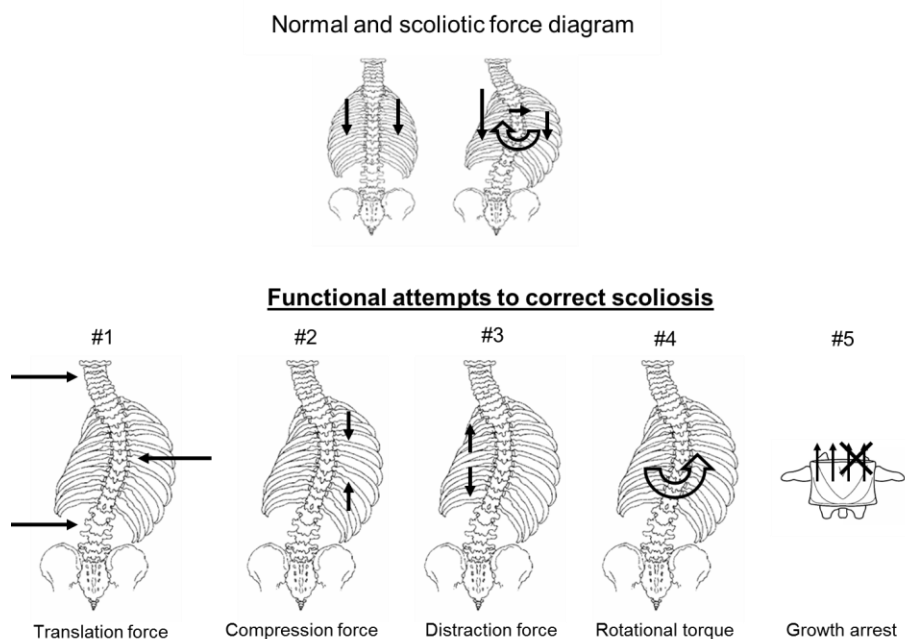 Normal and scoliotic force diagram
Functional attempts to correct scoliosis
#1 #2 #3 #4 #5
Translation force Compression force Distraction force Rotational torque Growth arrest